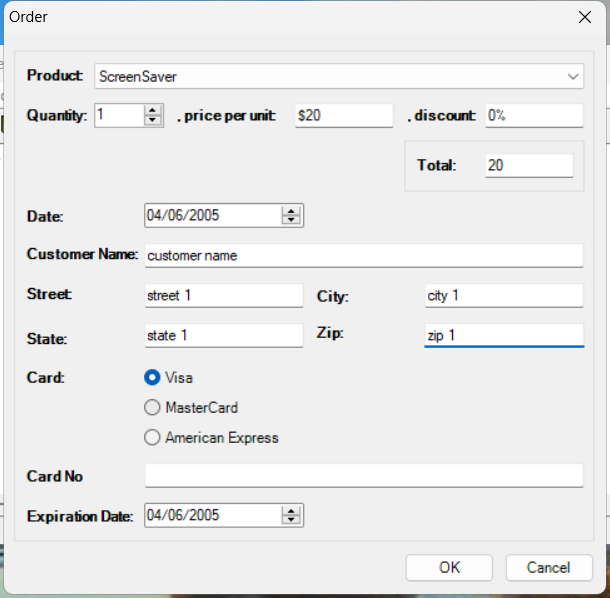 Order
Product: ScreenSaver
Quantity: 1 , price per unit: $20 , discount: 0%
Total: 20
Date: 04/06/2005
Customer Name: customer name
Street: street 1 City: city 1
State: state 1 Zip: zip 1
Card: Visa
MasterCard
American Express
Card No
Expiration Date: 04/06/2005
OK Cancel